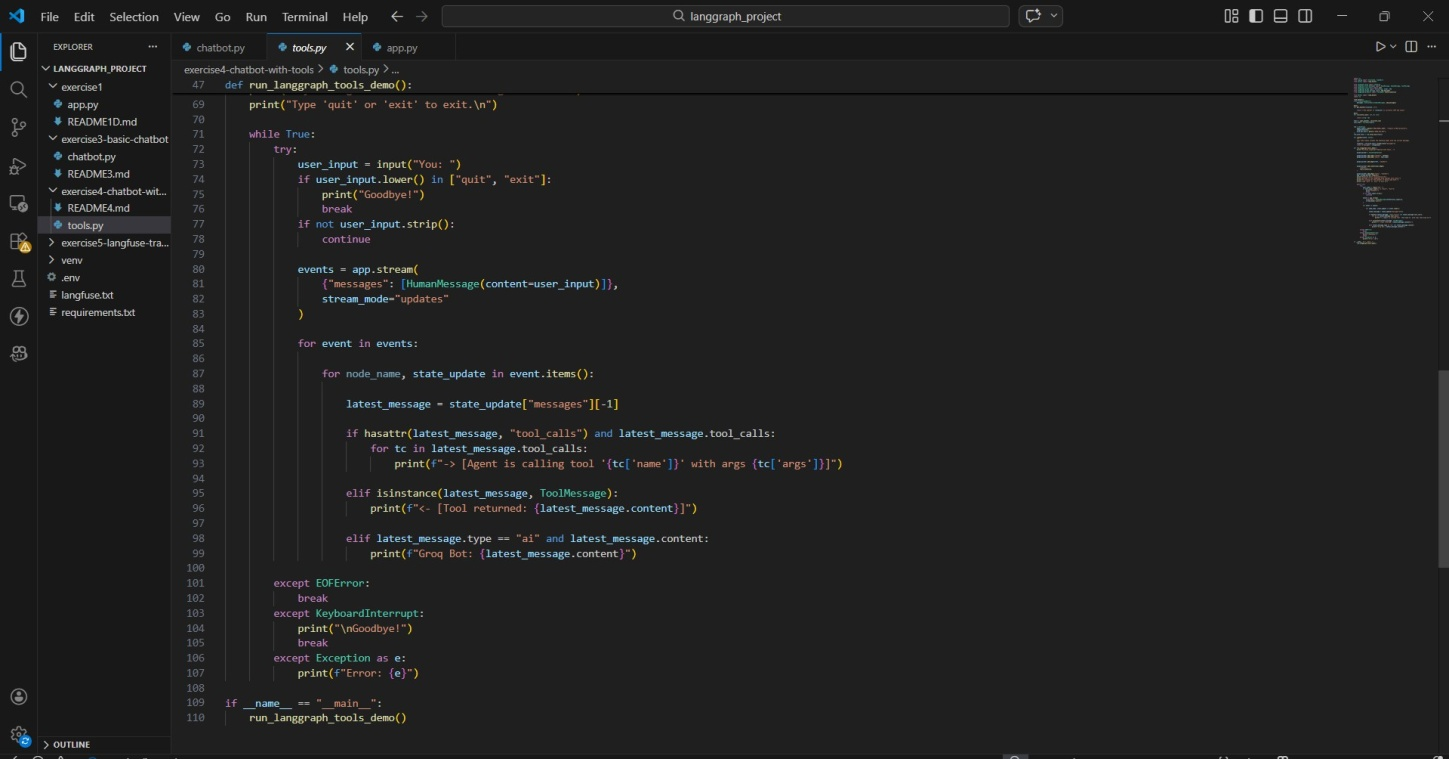 File Edit Selection View Go Run Terminal Help
langgraph_project
EXPLORER
LANGGRAPH_PROJECT
exercise1
app.py
README1D.md
exercise3-basic-chatbot
chatbot.py
README3.md
exercise4-chatbot-wit...
README4.md
tools.py
exercise5-langfuse-tra...
venv
.env
langfuse.txt
requirements.txt
OUTLINE
chatbot.py tools.py app.py
exercise4-chatbot-with-tools > tools.py > ...
47 def run_langgraph_tools_demo():
69 print("Type 'quit' or 'exit' to exit.\n")
70
71 while True:
72 try:
73 user_input = input("You: ")
74 if user_input.lower() in ["quit", "exit"]:
75 print("Goodbye!")
76 break
77 if not user_input.strip():
78 continue
79
80 events = app.stream(
81 {"messages": [HumanMessage(content=user_input)]},
82 stream_mode="updates"
83 )
84
85 for event in events:
86
87 for node_name, state_update in event.items():
88
89 latest_message = state_update["messages"][-1]
90
91 if hasattr(latest_message, "tool_calls") and latest_message.tool_calls:
92 for tc in latest_message.tool_calls:
93 print(f"-> [Agent is calling tool '{tc['name']}' with args {tc['args']}]")
94
95 elif isinstance(latest_message, ToolMessage):
96 print(f"<- [Tool returned: {latest_message.content}]")
97
98 elif latest_message.type == "ai" and latest_message.content:
99 print(f"Groq Bot: {latest_message.content}")
100
101 except EOFError:
102 break
103 except KeyboardInterrupt:
104 print("\nGoodbye!")
105 break
106 except Exception as e:
107 print(f"Error: {e}")
108
109 if __name__ == "__main__":
110 run_langgraph_tools_demo()